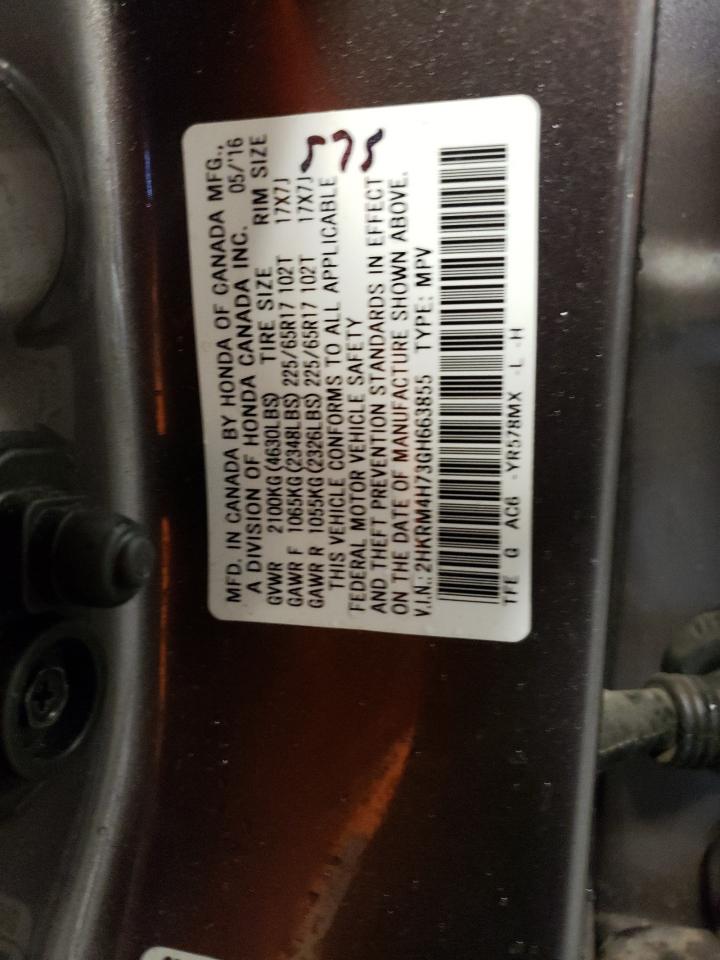 MFD. IN CANADA BY HONDA OF CANADA MFG.,
A DIVISION OF HONDA CANADA INC. 05/'16
GVWR 2100KG(4630LBS) TIRE SIZE RIM SIZE
GAWR F 1065KG(2348LBS) 225/65R17 102T 17X7J
GAWR R 1055KG(2326LBS) 225/65R17 102T 17X7J
THIS VEHICLE CONFORMS TO ALL APPLICABLE
FEDERAL MOTOR VEHICLE SAFETY
AND THEFT PREVENTION STANDARDS IN EFFECT
ON THE DATE OF MANUFACTURE SHOWN ABOVE.
V.I.N.: 2HKRM4H73GH663855 TYPE: MPV
TFE Q AC6 -YR578MX -L -H